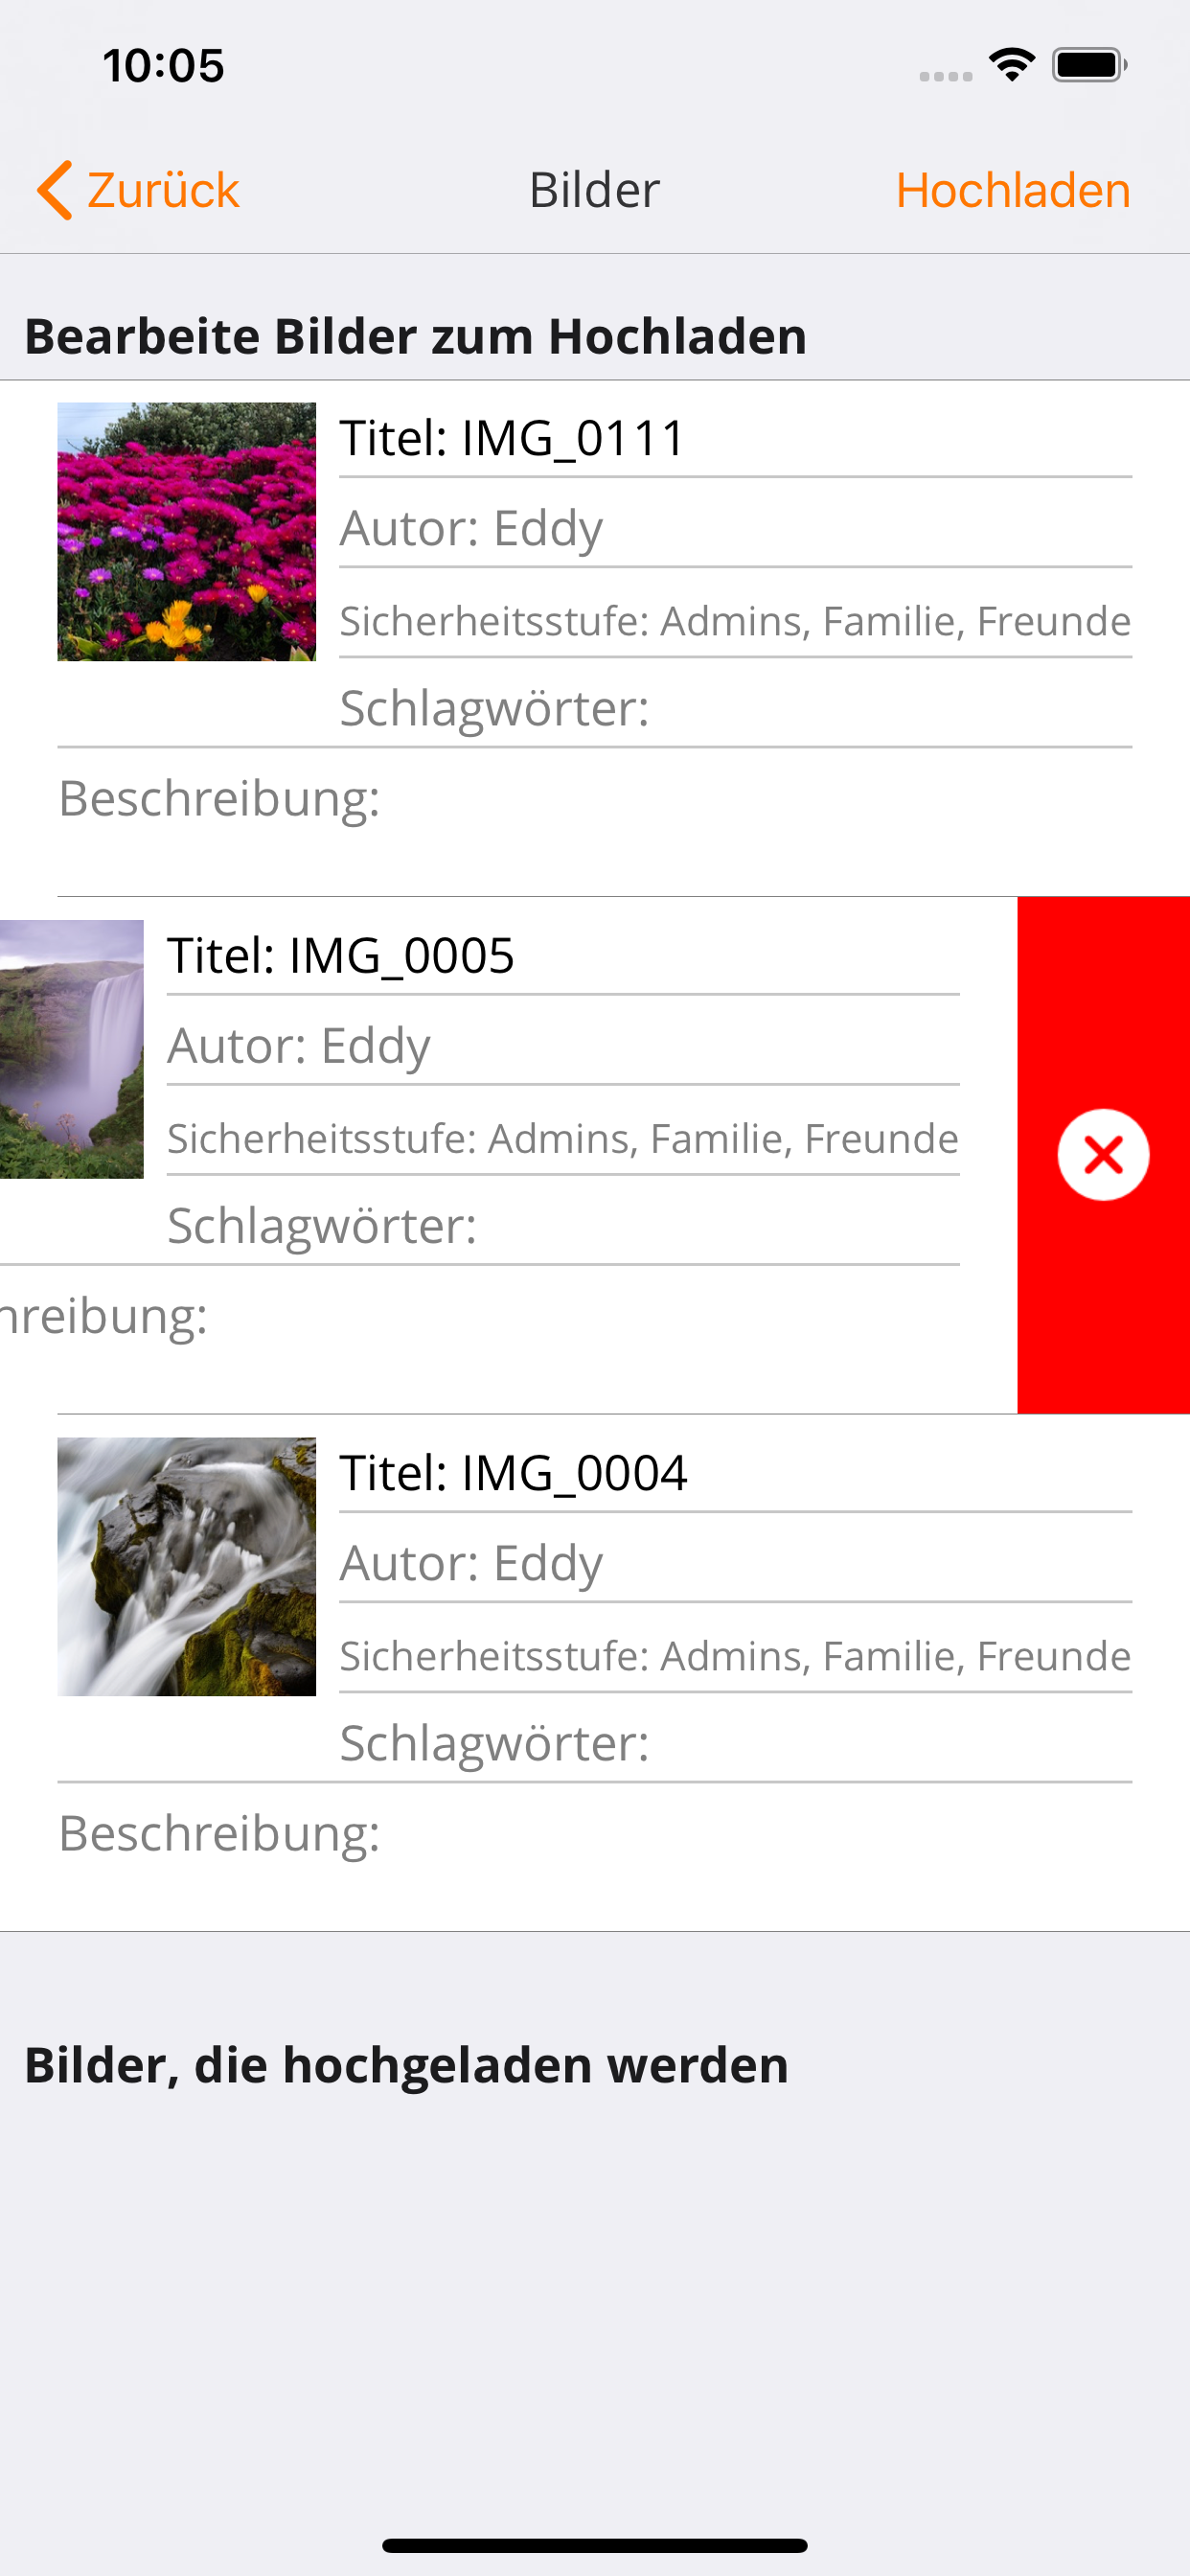 10:05
Zurück
Bilder
Hochladen
Bearbeite Bilder zum Hochladen
Titel: IMG_0111
Autor: Eddy
Sicherheitsstufe: Admins, Familie, Freunde
Schlagwörter:
Beschreibung:
Titel: IMG_0005
Autor: Eddy
Sicherheitsstufe: Admins, Familie, Freunde
Schlagwörter:
hreibung:
Titel: IMG_0004
Autor: Eddy
Sicherheitsstufe: Admins, Familie, Freunde
Schlagwörter:
Beschreibung:
Bilder, die hochgeladen werden